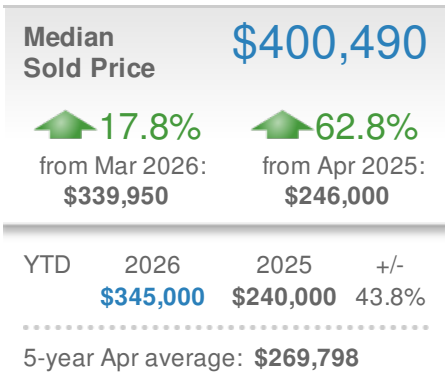 Median
Sold Price
$400,490
17.8%
from Mar 2026:
$339,950
62.8%
from Apr 2025:
$246,000
YTD 2026 2025 +/-
$345,000 $240,000 43.8%
5-year Apr average: $269,798